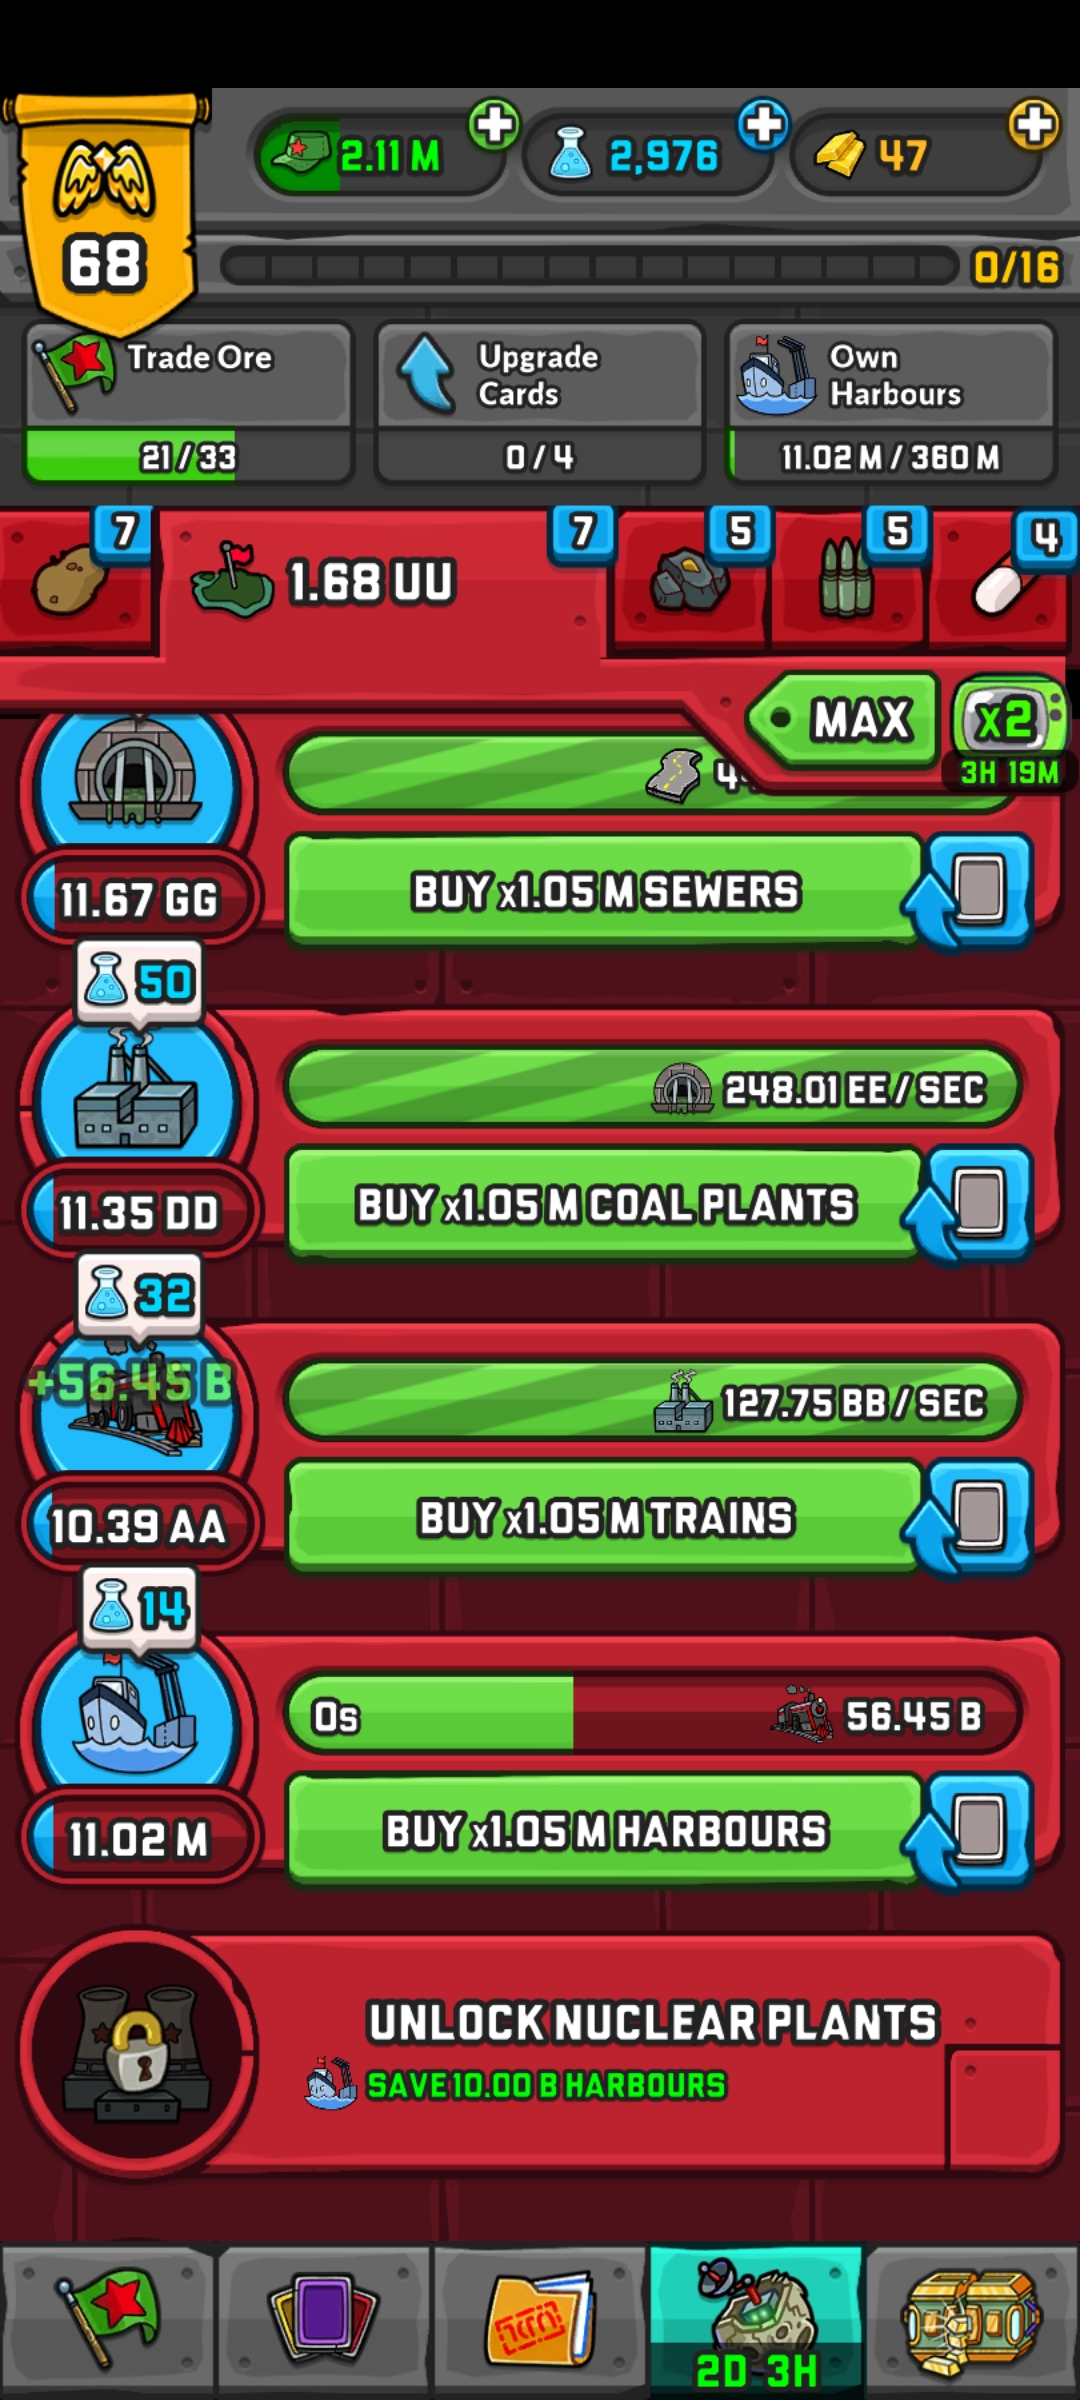 2.11 M
2,976
47
68
0/16
Trade Ore
21 / 33
Upgrade
Cards
0 / 4
Own
Harbours
11.02 M / 360 M
7
1.68 UU
7
5
5
4
MAX
x2
3H 19M
11.67 GG
BUY x1.05 M SEWERS
50
248.01 EE / SEC
11.35 DD
BUY x1.05 M COAL PLANTS
32
+56.45 B
127.75 BB / SEC
10.39 AA
BUY x1.05 M TRAINS
14
0s
56.45 B
11.02 M
BUY x1.05 M HARBOURS
UNLOCK NUCLEAR PLANTS
SAVE 10.00 B HARBOURS
2D 3H